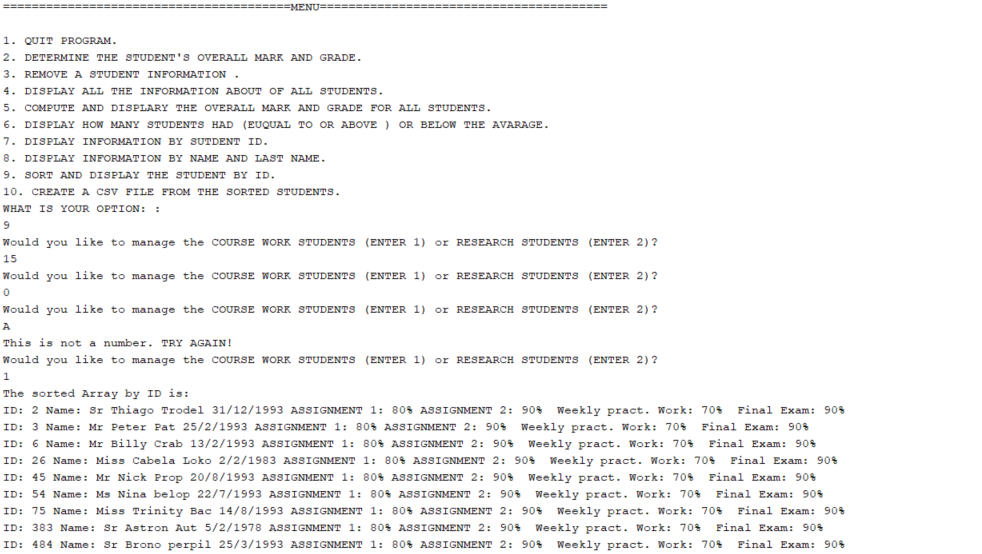 ========================================MENU========================================
1. QUIT PROGRAM.
2. DETERMINE THE STUDENT'S OVERALL MARK AND GRADE.
3. REMOVE A STUDENT INFORMATION .
4. DISPLAY ALL THE INFORMATION ABOUT OF ALL STUDENTS.
5. COMPUTE AND DISPLARY THE OVERALL MARK AND GRADE FOR ALL STUDENTS.
6. DISPLAY HOW MANY STUDENTS HAD (EUQUAL TO OR ABOVE ) OR BELOW THE AVARAGE.
7. DISPLAY INFORMATION BY SUTDENT ID.
8. DISPLAY INFORMATION BY NAME AND LAST NAME.
9. SORT AND DISPLAY THE STUDENT BY ID.
10. CREATE A CSV FILE FROM THE SORTED STUDENTS.
WHAT IS YOUR OPTION: :
9
Would you like to manage the COURSE WORK STUDENTS (ENTER 1) or RESEARCH STUDENTS (ENTER 2)?
15
Would you like to manage the COURSE WORK STUDENTS (ENTER 1) or RESEARCH STUDENTS (ENTER 2)?
0
Would you like to manage the COURSE WORK STUDENTS (ENTER 1) or RESEARCH STUDENTS (ENTER 2)?
A
This is not a number. TRY AGAIN!
Would you like to manage the COURSE WORK STUDENTS (ENTER 1) or RESEARCH STUDENTS (ENTER 2)?
1
The sorted Array by ID is:
ID: 2 Name: Sr Thiago Trodel 31/12/1993 ASSIGNMENT 1: 80% ASSIGNMENT 2: 90%  Weekly pract. Work: 70%  Final Exam: 90%
ID: 3 Name: Mr Peter Pat 25/2/1993 ASSIGNMENT 1: 80% ASSIGNMENT 2: 90%  Weekly pract. Work: 70%  Final Exam: 90%
ID: 6 Name: Mr Billy Crab 13/2/1993 ASSIGNMENT 1: 80% ASSIGNMENT 2: 90%  Weekly pract. Work: 70%  Final Exam: 90%
ID: 26 Name: Miss Cabela Loko 2/2/1983 ASSIGNMENT 1: 80% ASSIGNMENT 2: 90%  Weekly pract. Work: 70%  Final Exam: 90%
ID: 45 Name: Mr Nick Prop 20/8/1993 ASSIGNMENT 1: 80% ASSIGNMENT 2: 90%  Weekly pract. Work: 70%  Final Exam: 90%
ID: 54 Name: Ms Nina belop 22/7/1993 ASSIGNMENT 1: 80% ASSIGNMENT 2: 90%  Weekly pract. Work: 70%  Final Exam: 90%
ID: 75 Name: Miss Trinity Bac 14/8/1993 ASSIGNMENT 1: 80% ASSIGNMENT 2: 90%  Weekly pract. Work: 70%  Final Exam: 90%
ID: 383 Name: Sr Astron Aut 5/2/1978 ASSIGNMENT 1: 80% ASSIGNMENT 2: 90%  Weekly pract. Work: 70%  Final Exam: 90%
ID: 484 Name: Sr Brono perpil 25/3/1993 ASSIGNMENT 1: 80% ASSIGNMENT 2: 90%  Weekly pract. Work: 70%  Final Exam: 90%